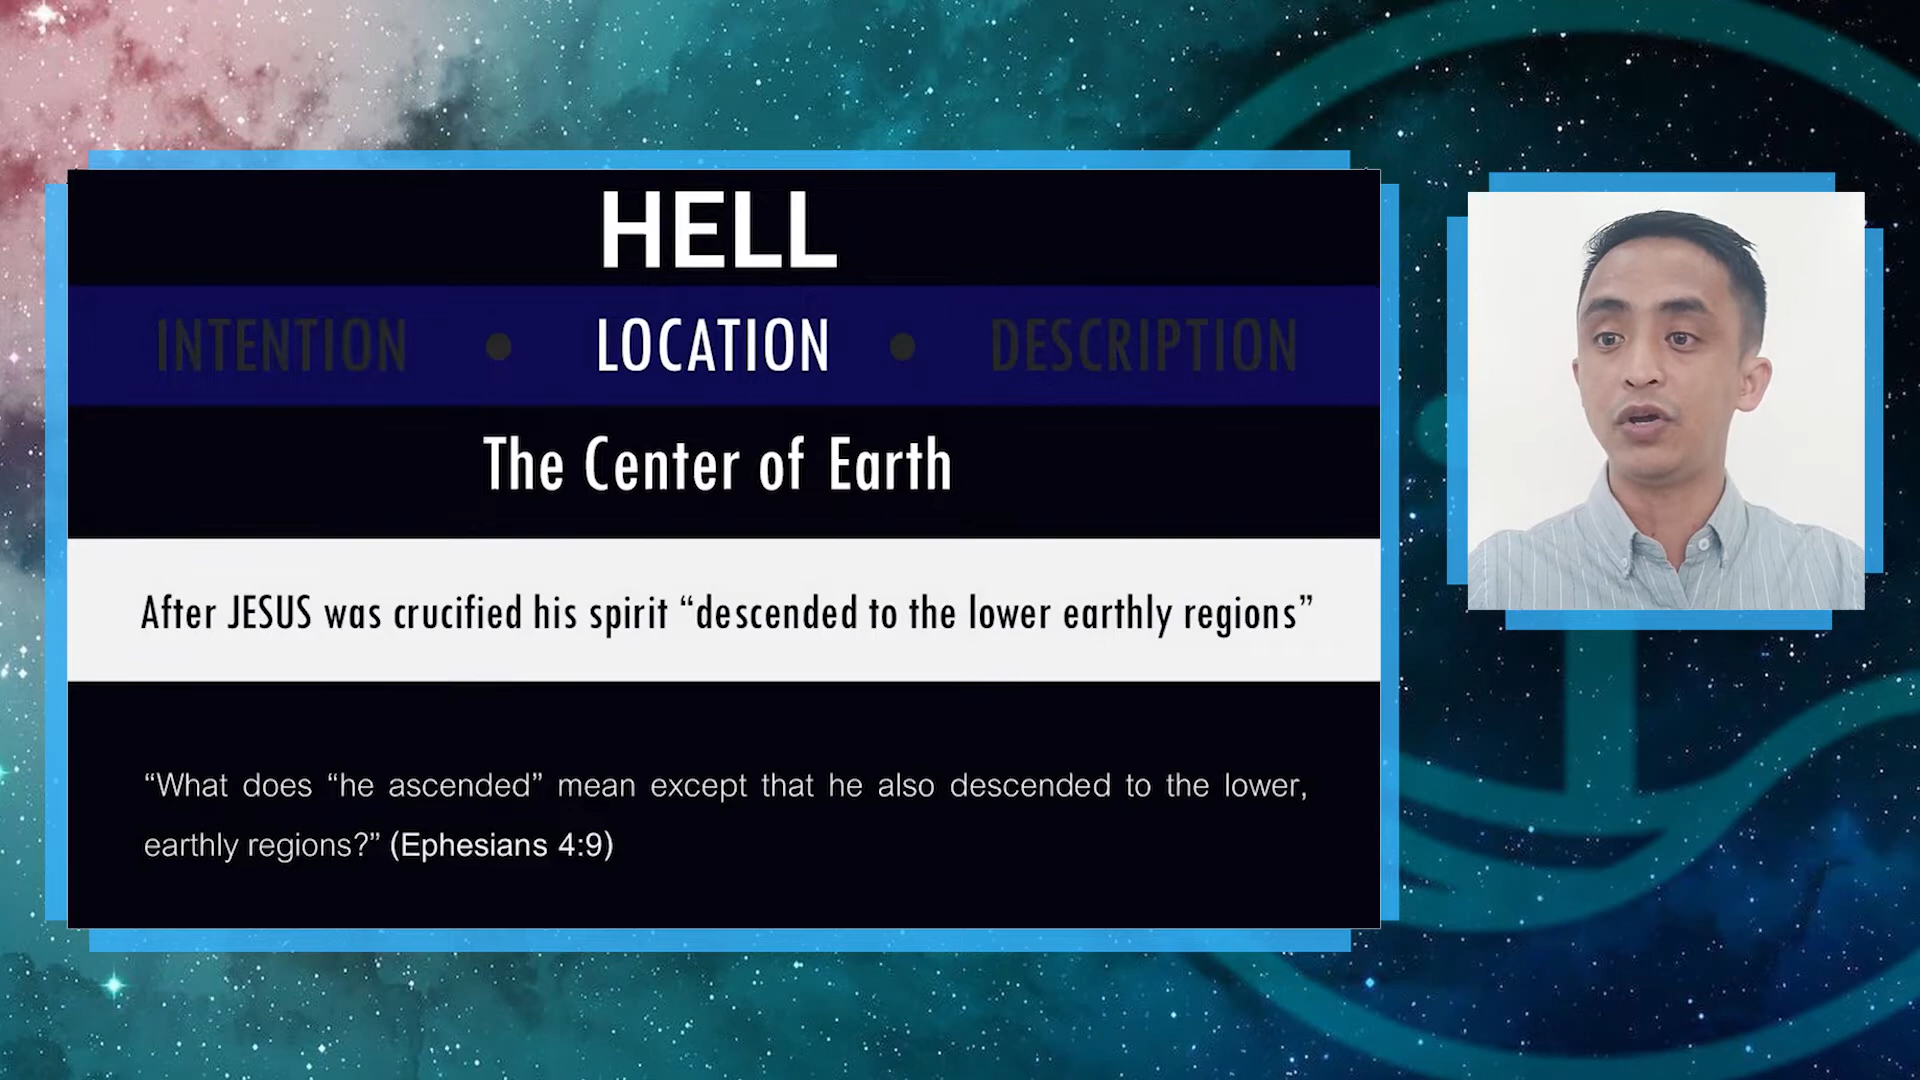 HELL
INTENTION • LOCATION • DESCRIPTION
The Center of Earth
After JESUS was crucified his spirit “descended to the lower earthly regions”
“What does “he ascended” mean except that he also descended to the lower,
earthly regions?” (Ephesians 4:9)